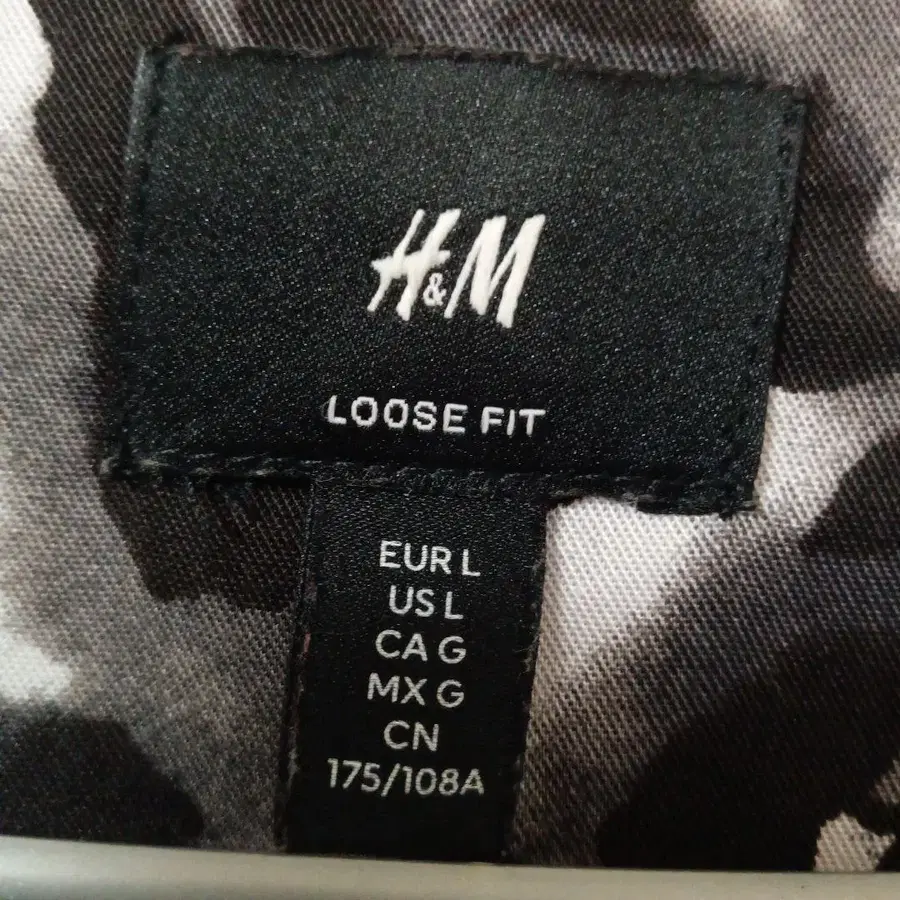 H&M
LOOSE FIT
EUR L
US L
CA G
MX G
CN
175/108A